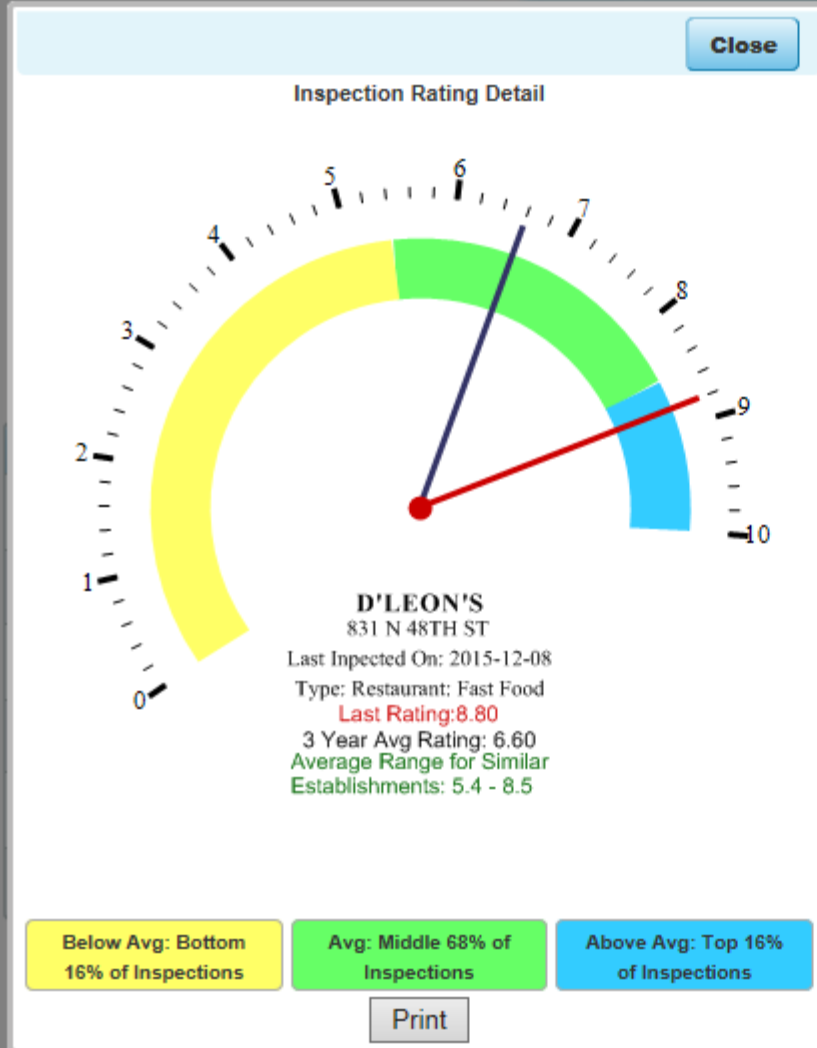 Close
Inspection Rating Detail
0
1
2
3
4
5
6
7
8
9
10
D'LEON'S
831 N 48TH ST
Last Inpected On: 2015-12-08
Type: Restaurant: Fast Food
Last Rating:8.80
3 Year Avg Rating: 6.60
Average Range for Similar
Establishments: 5.4 - 8.5
Below Avg: Bottom
16% of Inspections
Avg: Middle 68% of
Inspections
Above Avg: Top 16%
of Inspections
Print